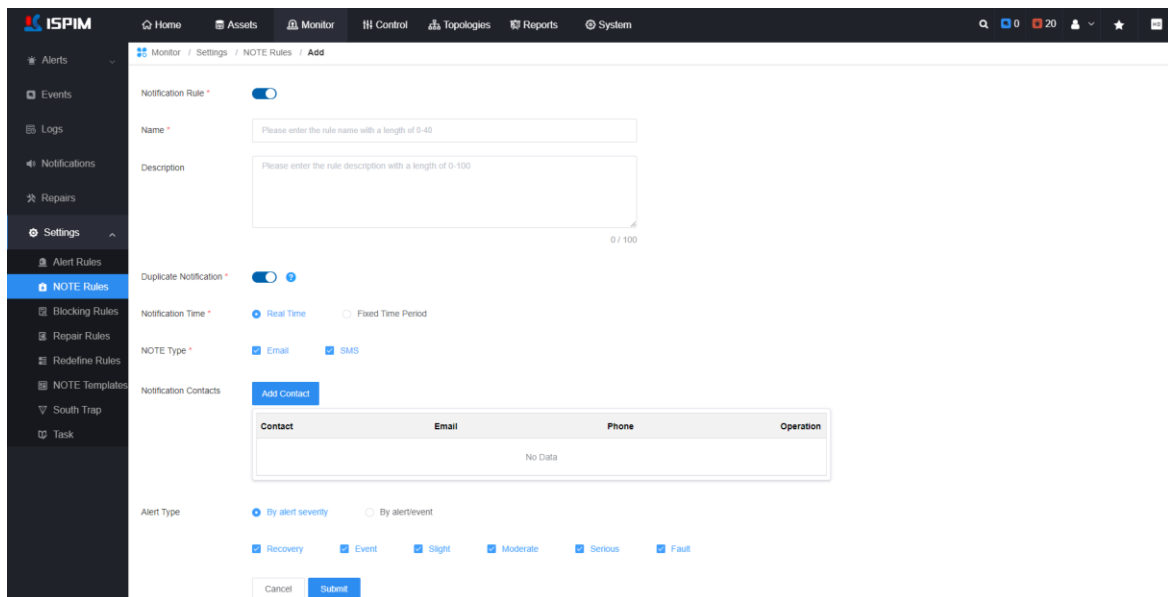 ISPIM Home Assets Monitor Control Topologies Reports System 0 20
Monitor / Settings / NOTE Rules / Add
Alerts
Events
Logs
Notifications
Repairs
Settings
Alert Rules
NOTE Rules
Blocking Rules
Repair Rules
Redefine Rules
NOTE Templates
South Trap
Task
Notification Rule *
Name * Please enter the rule name with a length of 0-40
Description Please enter the rule description with a length of 0-100
0 / 100
Duplicate Notification * ?
Notification Time * Real Time Fixed Time Period
NOTE Type * Email SMS
Notification Contacts Add Contact
Contact Email Phone Operation
No Data
Alert Type By alert severity By alert/event
Recovery Event Slight Moderate Serious Fault
Cancel Submit